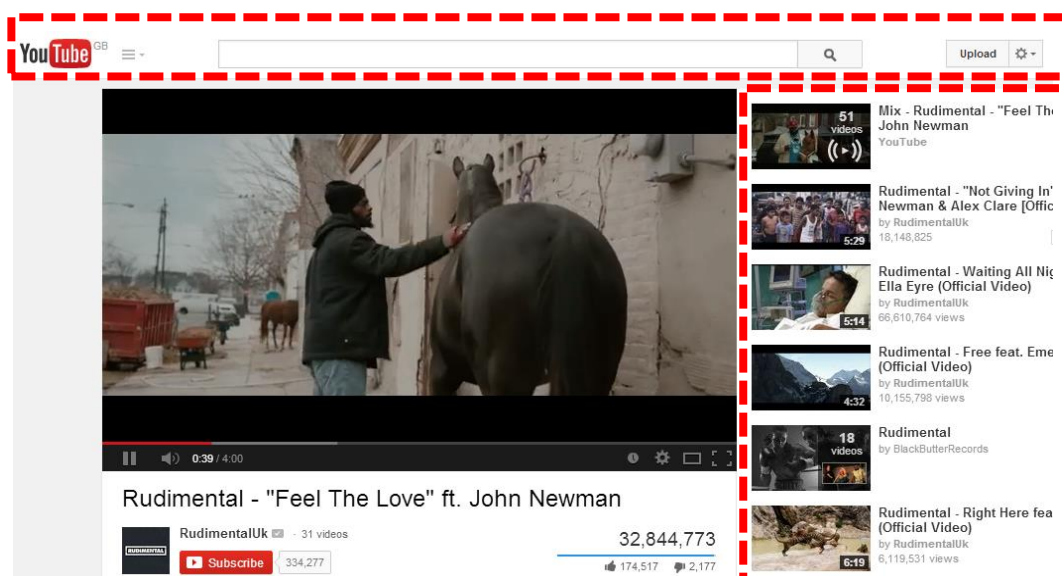 YouTube GB
Upload
Rudimental - "Feel The Love" ft. John Newman
RudimentalUk · 31 videos
RUDIMENTAL
Subscribe 334,277
32,844,773
174,517 2,177
0:39 / 4:00
51 videos
Mix - Rudimental - "Feel The
John Newman
YouTube
Rudimental - "Not Giving In"
Newman & Alex Clare [Offic
by RudimentalUk
18,148,825
5:29
Rudimental - Waiting All Nig
Ella Eyre (Official Video)
by RudimentalUk
66,610,764 views
5:14
Rudimental - Free feat. Eme
(Official Video)
by RudimentalUk
10,155,798 views
4:32
18 videos
Rudimental
by BlackButterRecords
Rudimental - Right Here fea
(Official Video)
by RudimentalUk
6,119,531 views
6:19